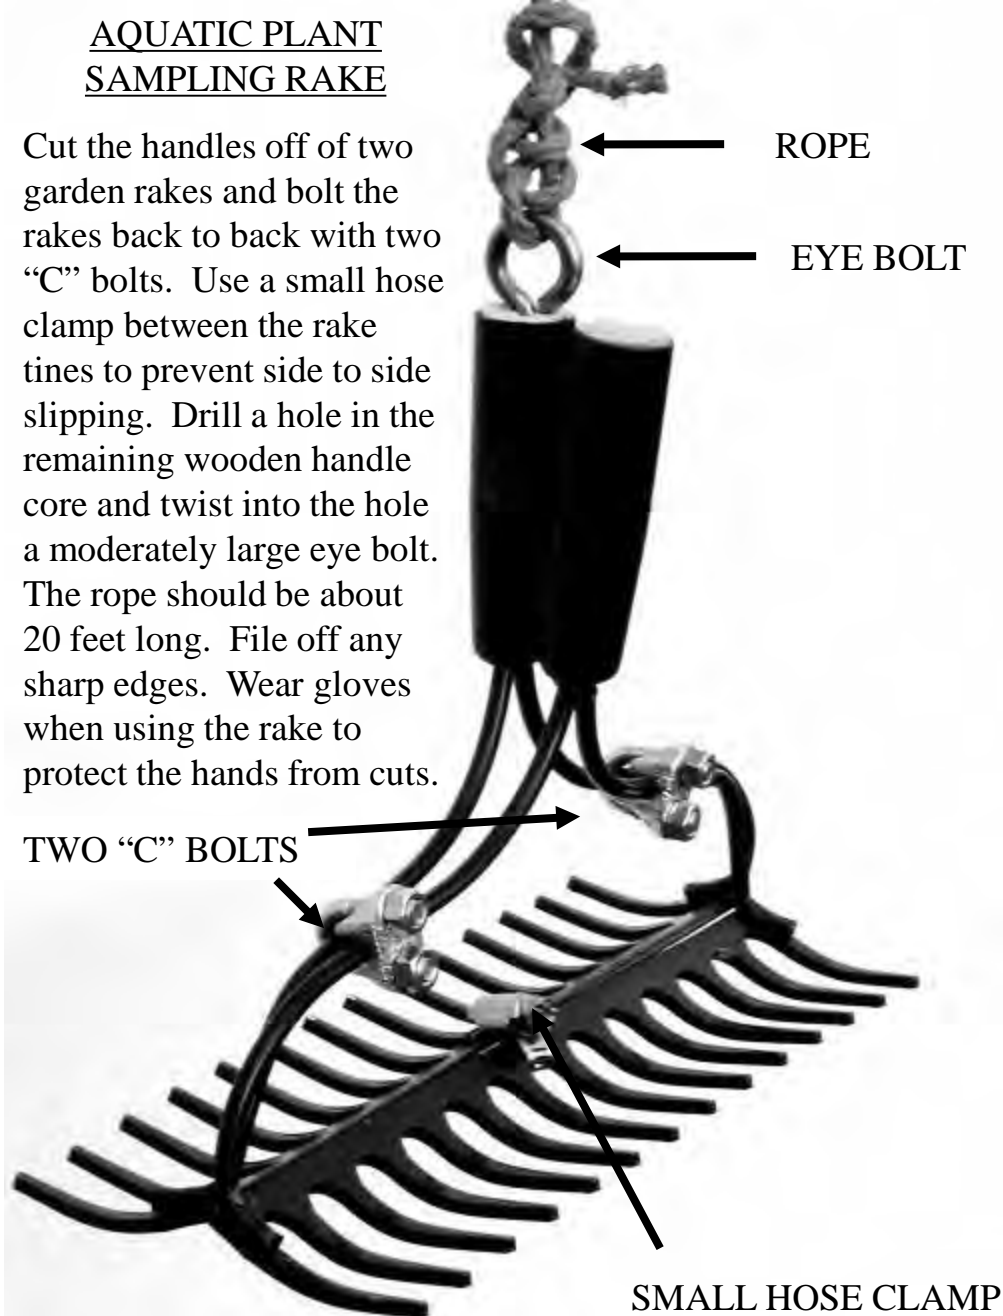 AQUATIC PLANT
SAMPLING RAKE
Cut the handles off of two
garden rakes and bolt the
rakes back to back with two
“C” bolts.  Use a small hose
clamp between the rake
tines to prevent side to side
slipping.  Drill a hole in the
remaining wooden handle
core and twist into the hole
a moderately large eye bolt.
The rope should be about
20 feet long.  File off any
sharp edges.  Wear gloves
when using the rake to
protect the hands from cuts.
ROPE
EYE BOLT
TWO “C” BOLTS
SMALL HOSE CLAMP